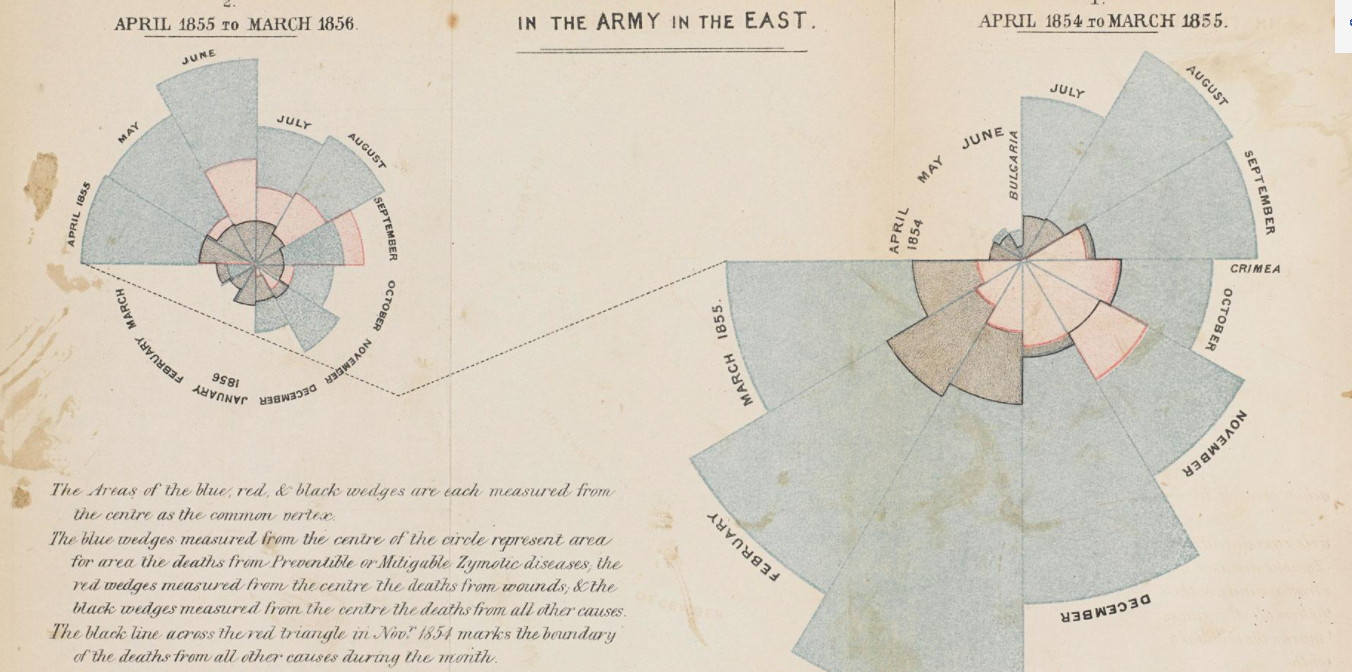 2.
APRIL 1855 TO MARCH 1856.
IN THE ARMY IN THE EAST.
1.
APRIL 1854 TO MARCH 1855.
JUNE
JULY
AUGUST
SEPTEMBER
OCTOBER
NOVEMBER
DECEMBER
JANUARY
1856
FEBRUARY
MARCH
APRIL 1855
MAY
APRIL
1854
MAY
JUNE
BULGARIA
JULY
AUGUST
SEPTEMBER
CRIMEA
OCTOBER
NOVEMBER
DECEMBER
FEBRUARY
MARCH 1855.
The Areas of the blue, red, & black wedges are each measured from
the centre as the common vertex.
The blue wedges measured from the centre of the circle represent area
for area the deaths from Preventible or Mitigable Zymotic diseases, the
red wedges measured from the centre the deaths from wounds; & the
black wedges measured from the centre the deaths from all other causes.
The black line across the red triangle in Novr. 1854 marks the boundary
of the deaths from all other causes during the month.